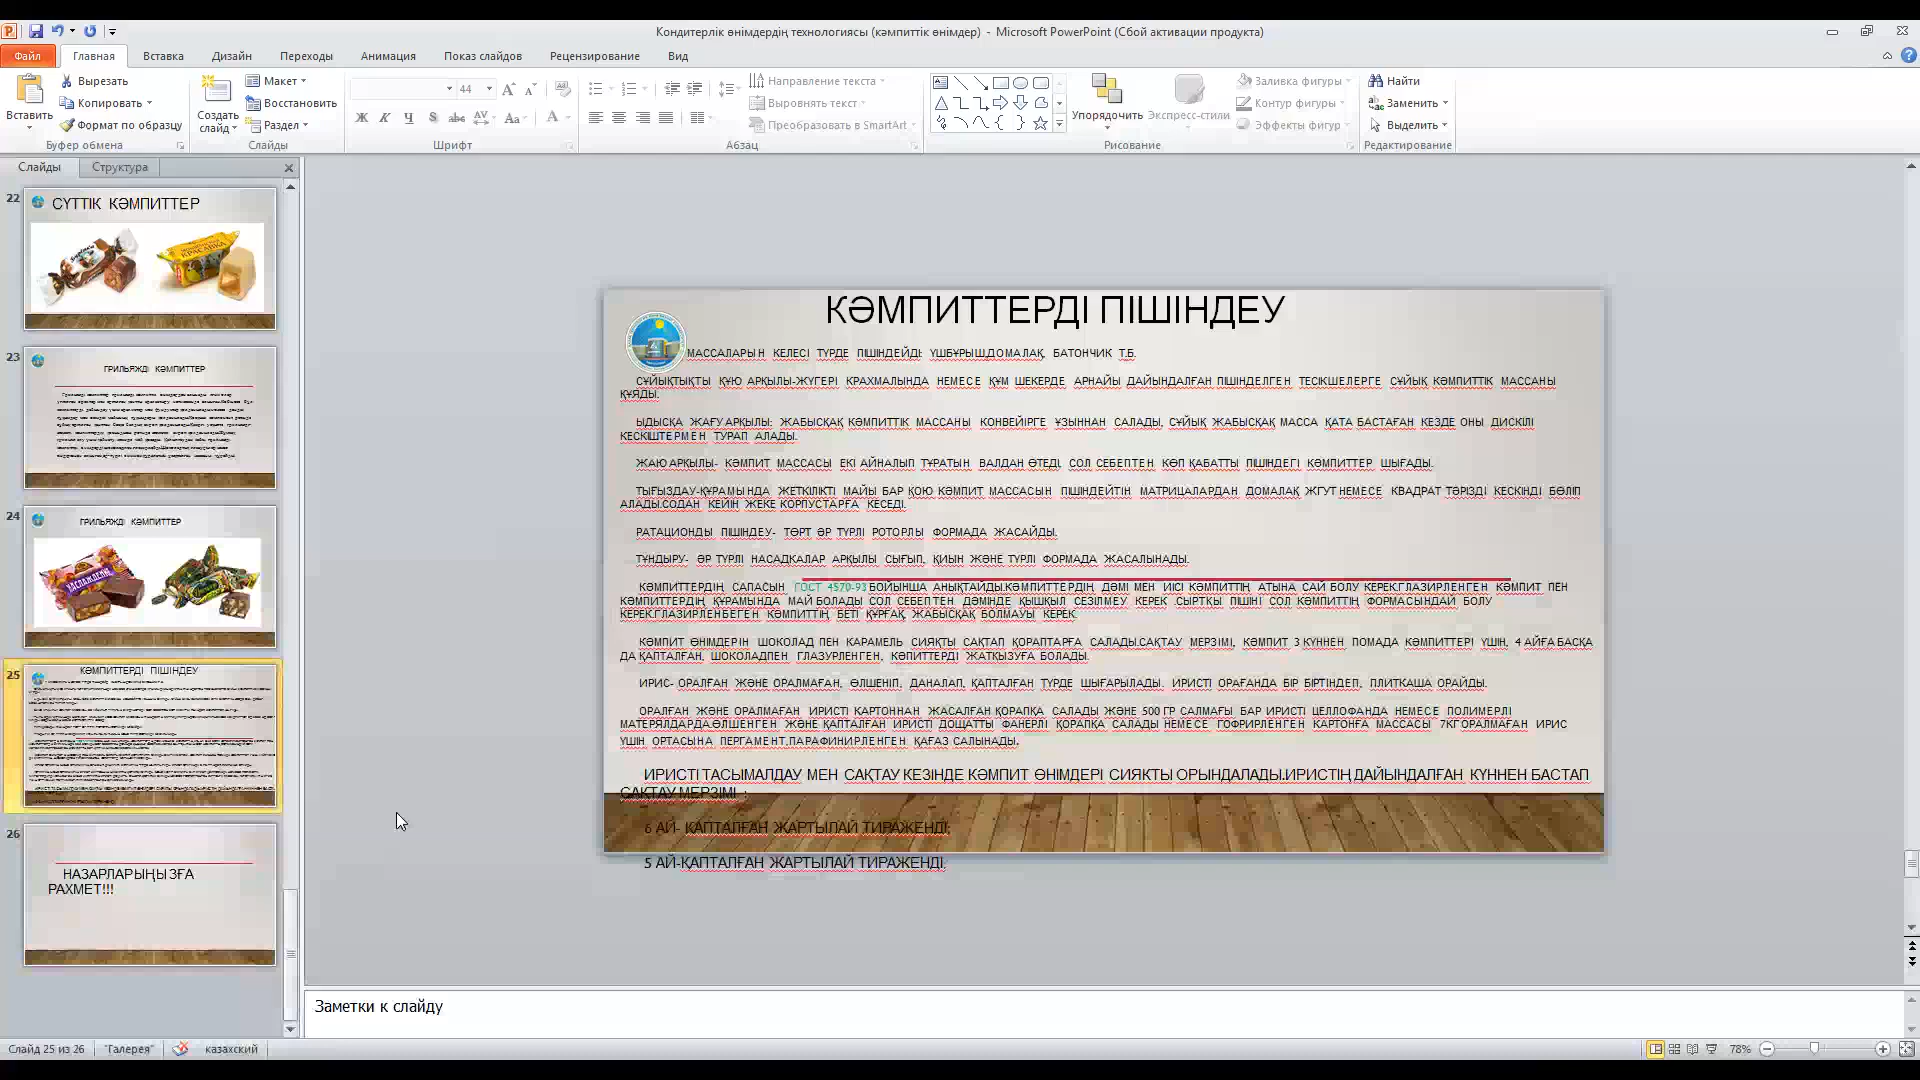 Кондитерлік өнімдердің технологиясы (кәмпиттік өнімдер) - Microsoft PowerPoint (Сбой активации продукта)
Файл Главная Вставка Дизайн Переходы Анимация Показ слайдов Рецензирование Вид
Вставить
Вырезать
Копировать
Формат по образцу
Буфер обмена
Создать слайд
Макет
Восстановить
Раздел
Слайды
44
Шрифт
Направление текста
Выровнять текст
Преобразовать в SmartArt
Абзац
Упорядочить
Экспресс-стили
Заливка фигуры
Контур фигуры
Эффекты фигур
Рисование
Найти
Заменить
Выделить
Редактирование
Слайды Структура
22
СҮТТІК КӘМПИТТЕР
23
ГРИЛЬЯЖДІ КӘМПИТТЕР
24
ГРИЛЬЯЖДІ КӘМПИТТЕР
25
КӘМПИТТЕРДІ ПІШІНДЕУ
26
НАЗАРЛАРЫҢЫЗҒА
РАХМЕТ!!!
КӘМПИТТЕРДІ ПІШІНДЕУ
МАССАЛАРЫН КЕЛЕСІ ТҮРДЕ ПІШІНДЕЙДІ: ҮШБҰРЫШ,ДОМАЛАҚ, БАТОНЧИК Т.Б.
СҰЙЫҚТЫҚТЫ ҚҰЮ АРҚЫЛЫ-ЖҮГЕРІ КРАХМАЛЫНДА НЕМЕСЕ ҚҰМ ШЕКЕРДЕ АРНАЙЫ ДАЙЫНДАЛҒАН ПІШІНДЕЛГЕН ТЕСІКШЕЛЕРГЕ СҰЙЫҚ КӘМПИТТІК МАССАНЫ
ҚҰЯДЫ.
ЫДЫСҚА ЖАҒУ АРҚЫЛЫ: ЖАБЫСҚАҚ КӘМПИТТІК МАССАНЫ КОНВЕЙІРГЕ ҰЗЫННАН САЛАДЫ, СҰЙЫҚ ЖАБЫСҚАҚ МАССА ҚАТА БАСТАҒАН КЕЗДЕ ОНЫ ДИСКІЛІ
КЕСКІШТЕРМЕН ТУРАП АЛАДЫ.
ЖАЮ АРҚЫЛЫ- КӘМПИТ МАССАСЫ ЕКІ АЙНАЛЫП ТҰРАТЫН ВАЛДАН ӨТЕДІ, СОЛ СЕБЕПТЕН КӨП ҚАБАТТЫ ПІШІНДЕГІ КӘМПИТТЕР ШЫҒАДЫ.
ТЫҒЫЗДАУ-ҚҰРАМЫНДА ЖЕТКІЛІКТІ МАЙЫ БАР ҚОЮ КӘМПИТ МАССАСЫН ПІШІНДЕЙТІН МАТРИЦАЛАРДАН ДОМАЛАҚ ЖГУТ НЕМЕСЕ КВАДРАТ ТӘРІЗДІ КЕСКІНДІ БӨЛІП
АЛАДЫ.СОДАН КЕЙІН ЖЕКЕ КОРПУСТАРҒА КЕСЕДІ.
РАТАЦИОНДЫ ПІШІНДЕУ- ТӨРТ ӘР ТҮРЛІ РОТОРЛЫ ФОРМАДА ЖАСАЙДЫ.
ТҰНДЫРУ- ӘР ТҮРЛІ НАСАДКАЛАР АРҚЫЛЫ СЫҒЫП, ҚИЫН ЖӘНЕ ТҮРЛІ ФОРМАДА ЖАСАЛЫНАДЫ.
КӘМПИТТЕРДІҢ САПАСЫН ГОСТ 4570-93 БОЙЫНША АНЫҚТАЙДЫ.КӘМПИТТЕРДІҢ ДӘМІ МЕН ИІСІ КӘМПИТТІҢ АТЫНА САЙ БОЛУ КЕРЕК.ГЛАЗИРЛЕНГЕН КӘМПИТ ПЕН
КӘМПИТТЕРДІҢ ҚҰРАМЫНДА МАЙ БОЛАДЫ СОЛ СЕБЕПТЕН ДӘМІНДЕ ҚЫШҚЫЛ СЕЗІЛМЕУ КЕРЕК СЫРТҚЫ ПІШІНІ СОЛ КӘМПИТТІҢ ФОРМАСЫНДАЙ БОЛУ
КЕРЕК.ГЛАЗИРЛЕНБЕГЕН КӘМПИТТІҢ БЕТІ ҚҰРҒАҚ, ЖАБЫСҚАҚ БОЛМАУЫ КЕРЕК.
КӘМПИТ ӨНІМДЕРІН ШОКОЛАД ПЕН КАРАМЕЛЬ СИЯҚТЫ САҚТАП ҚОРАПТАРҒА САЛАДЫ.САҚТАУ МЕРЗІМІ, КӘМПИТ 3 КҮННЕН ПОМАДА КӘМПИТТЕРІ ҮШІН, 4 АЙҒА БАСҚА
ДА ҚАПТАЛҒАН, ШОКОЛАДПЕН ГЛАЗУРЛЕНГЕН, КӘПИТТЕРДІ ЖАТҚЫЗУҒА БОЛАДЫ.
ИРИС- ОРАЛҒАН ЖӘНЕ ОРАЛМАҒАН, ӨЛШЕНІП, ДАНАЛАП, ҚАПТАЛҒАН ТҮРДЕ ШЫҒАРЫЛАДЫ. ИРИСТІ ОРАҒАНДА БІР БІРТІНДЕП, ПЛИТКАША ОРАЙДЫ.
ОРАЛҒАН ЖӘНЕ ОРАЛМАҒАН ИРИСТІ КАРТОННАН ЖАСАЛҒАН ҚОРАПҚА САЛАДЫ ЖӘНЕ 500 ГР САЛМАҒЫ БАР ИРИСТІ ЦЕЛЛОФАНДА НЕМЕСЕ ПОЛИМЕРЛІ
МАТЕРЯЛДАРДА.ӨЛШЕНГЕН ЖӘНЕ ҚАПТАЛҒАН ИРИСТІ ДОЩАТТЫ ФАНЕРЛІ ҚОРАПҚА САЛАДЫ НЕМЕСЕ ГОФРИРЛЕНГЕН КАРТОНҒА МАССАСЫ 7КГ.ОРАЛМАҒАН ИРИС
ҮШІН ОРТАСЫНА ПЕРГАМЕНТ,ПАРАФИНИРЛЕНГЕН ҚАҒАЗ САЛЫНАДЫ.
ИРИСТІ ТАСЫМАЛДАУ МЕН САҚТАУ КЕЗІНДЕ КӘМПИТ ӨНІМДЕРІ СИЯКТЫ ОРЫНДАЛАДЫ.ИРИСТІҢ ДАЙЫНДАЛҒАН КҮННЕН БАСТАП
САҚТАУ МЕРЗІМІ :
6 АЙ- ҚАПТАЛҒАН ЖАРТЫЛАЙ ТИРАЖЕНДІ;
5 АЙ-ҚАПТАЛҒАН ЖАРТЫЛАЙ ТИРАЖЕНДІ.
Заметки к слайду
Слайд 25 из 26 "Галерея" казахский 78%